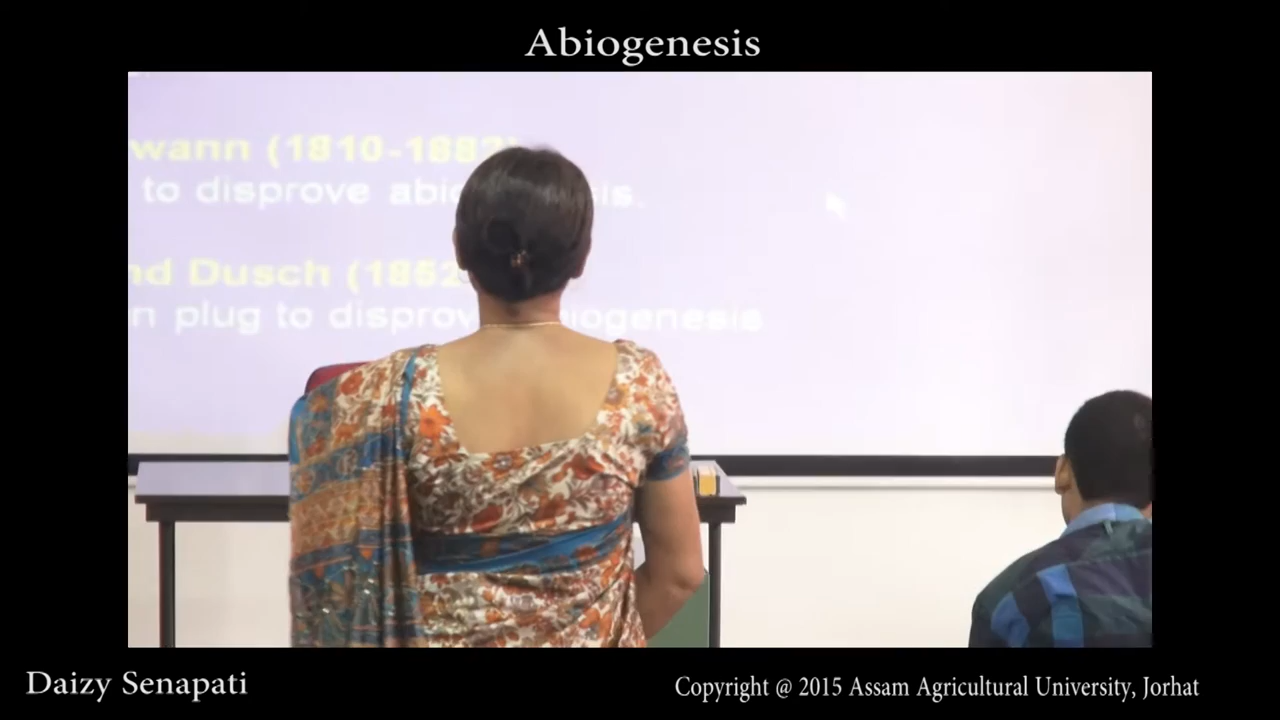 Abiogenesis
wann (1810-1882)
to disprove abio is.
nd Dusch (1852
n plug to disprov iogenesis
Daizy Senapati
Copyright @ 2015 Assam Agricultural University, Jorhat